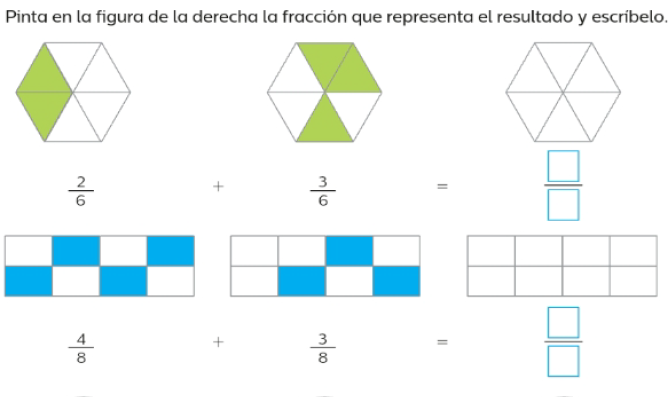 Pinta en la figura de la derecha la fracción que representa el resultado y escríbelo.
2/6 + 3/6 =
4/8 + 3/8 =